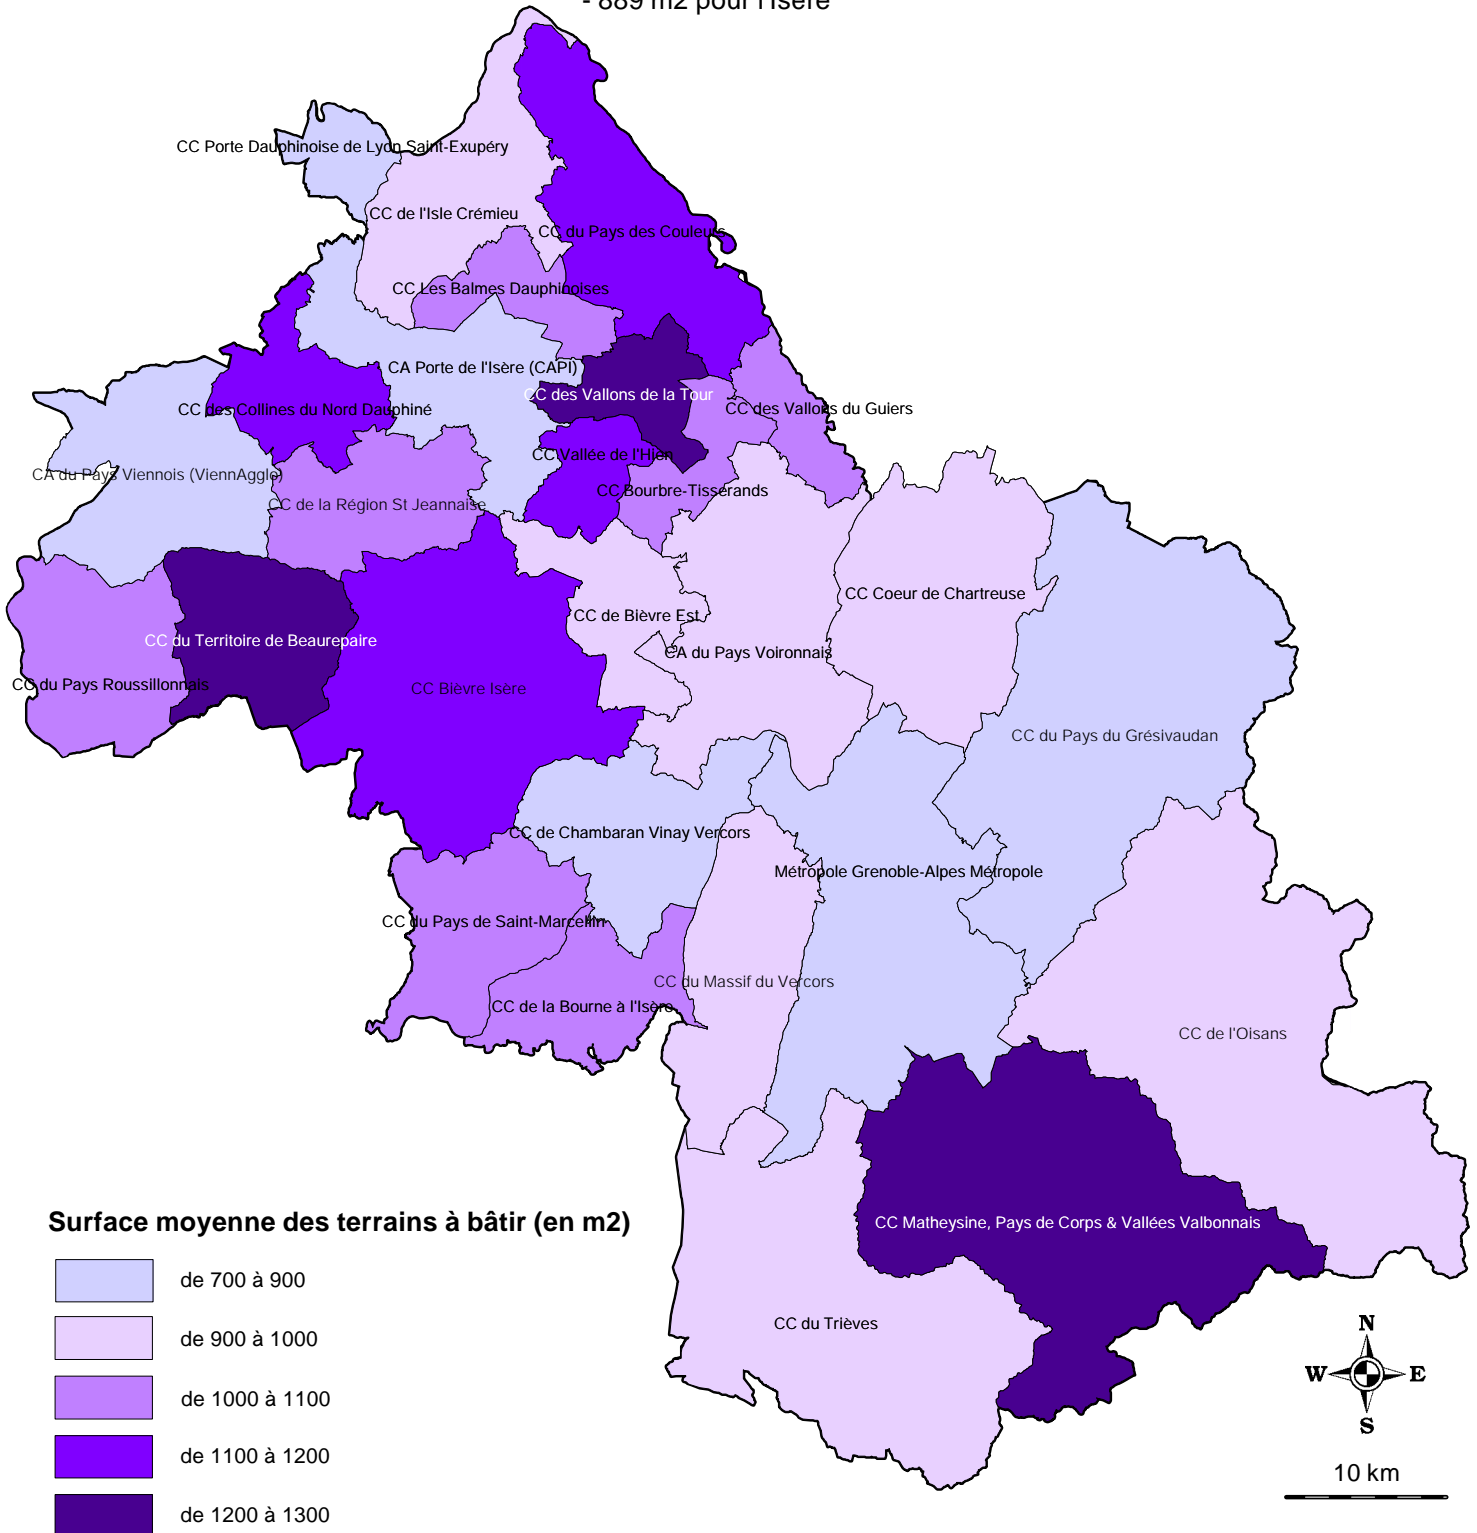 - 889 m2 pour l'Isère
CC Porte Dauphinoise de Lyon Saint-Exupéry
CC de l'Isle Crémieu
CC du Pays des Couleurs
CC Les Balmes Dauphinoises
CA Porte de l'Isère (CAPI)
CC des Vallons de la Tour
CC des Collines du Nord Dauphiné
CC des Vallons du Guiers
CC Vallée de l'Hien
CA du Pays Viennois (ViennAgglo)
CC Bourbre-Tisserands
CC de la Région St Jeannaise
CC Coeur de Chartreuse
CC de Bièvre Est
CC du Territoire de Beaurepaire
CA du Pays Voironnais
CC du Pays Roussillonnais
CC Bièvre Isère
CC du Pays du Grésivaudan
CC de Chambaran Vinay Vercors
Métropole Grenoble-Alpes Métropole
CC du Pays de Saint-Marcellin
CC du Massif du Vercors
CC de la Bourne à l'Isère
CC de l'Oisans
Surface moyenne des terrains à bâtir (en m2)
CC Matheysine, Pays de Corps & Vallées Valbonnais
de 700 à 900
CC du Trièves
de 900 à 1000
de 1000 à 1100
de 1100 à 1200
de 1200 à 1300
N
W E
S
10 km